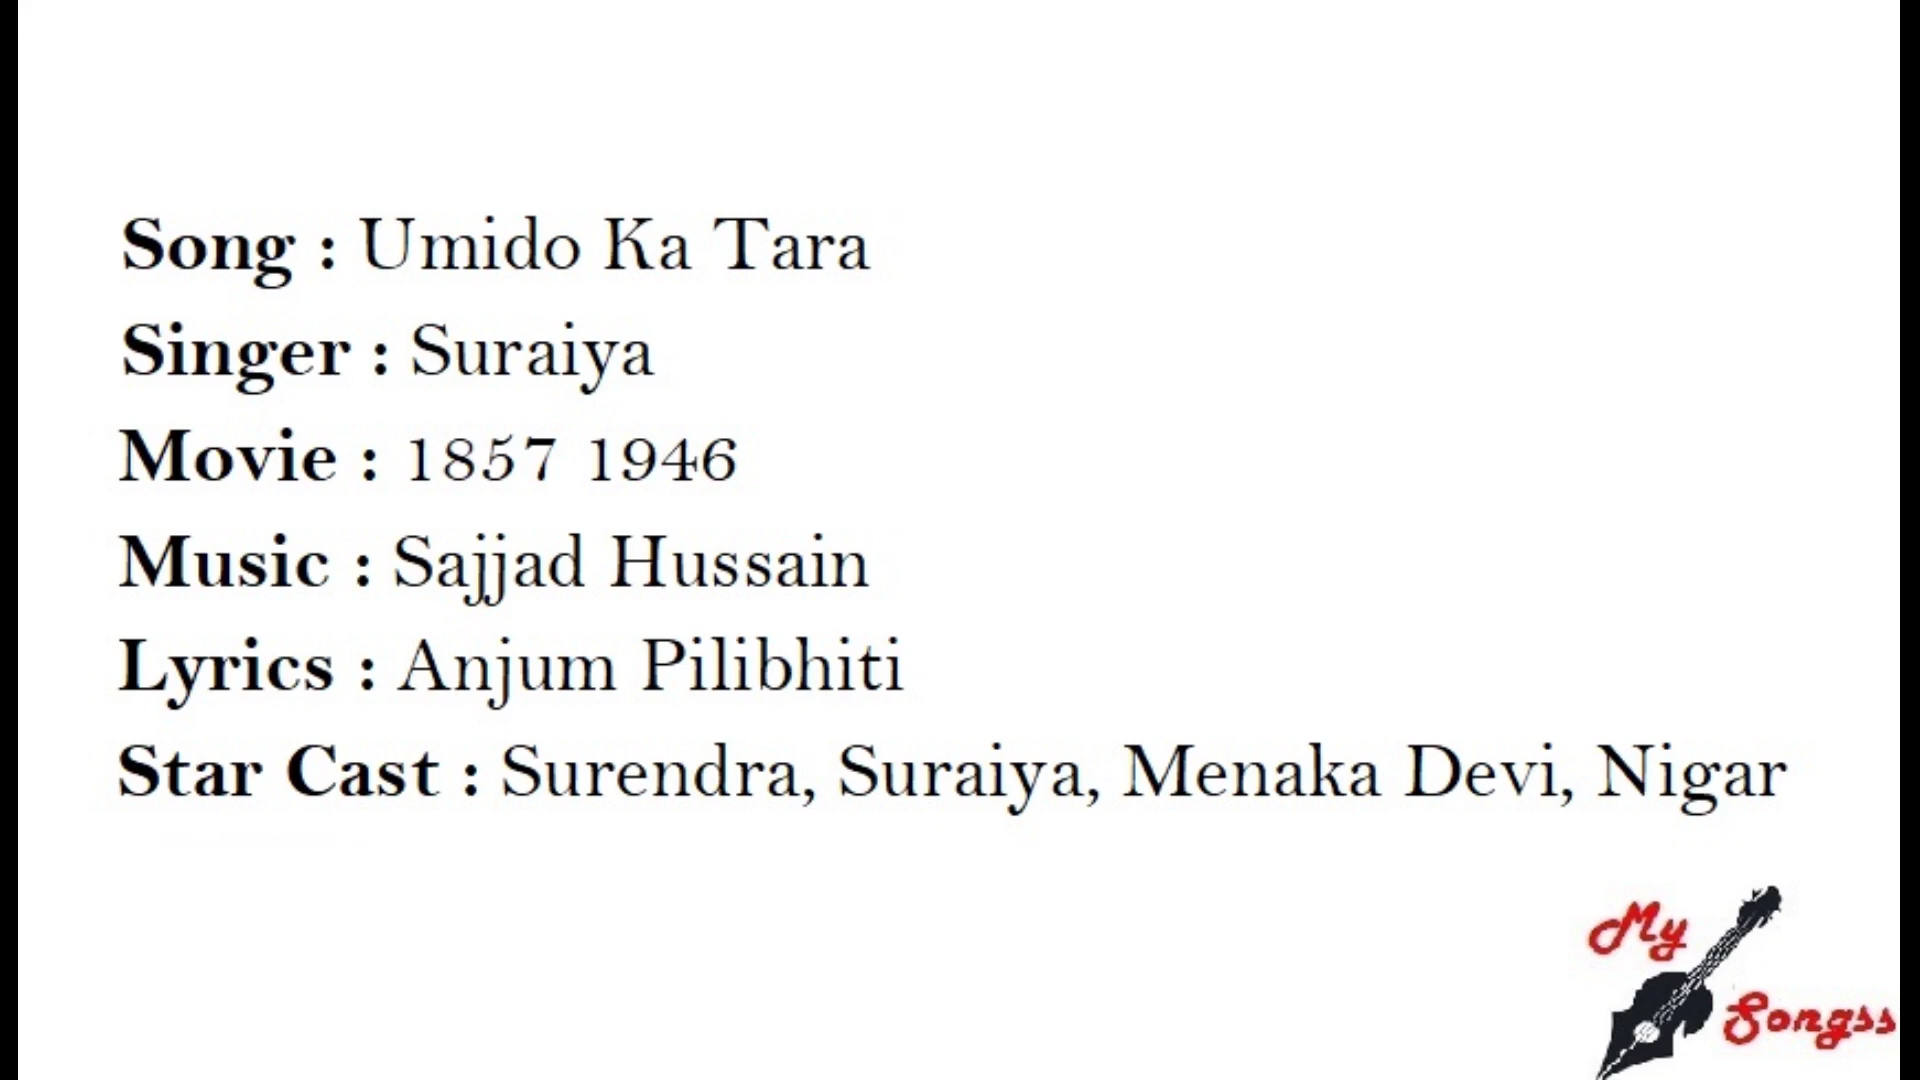 Song : Umido Ka Tara
Singer : Suraiya
Movie : 1857 1946
Music : Sajjad Hussain
Lyrics : Anjum Pilibhiti
Star Cast : Surendra, Suraiya, Menaka Devi, Nigar
My
Songss